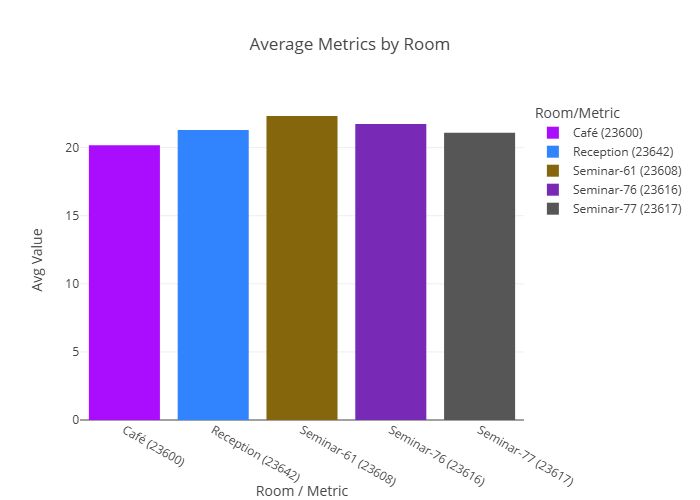 Average Metrics by Room
Room/Metric
Café (23600)
Reception (23642)
Seminar-61 (23608)
Seminar-76 (23616)
Seminar-77 (23617)
Avg Value
20
15
10
5
0
Café (23600)
Reception (23642)
Seminar-61 (23608)
Seminar-76 (23616)
Seminar-77 (23617)
Room / Metric